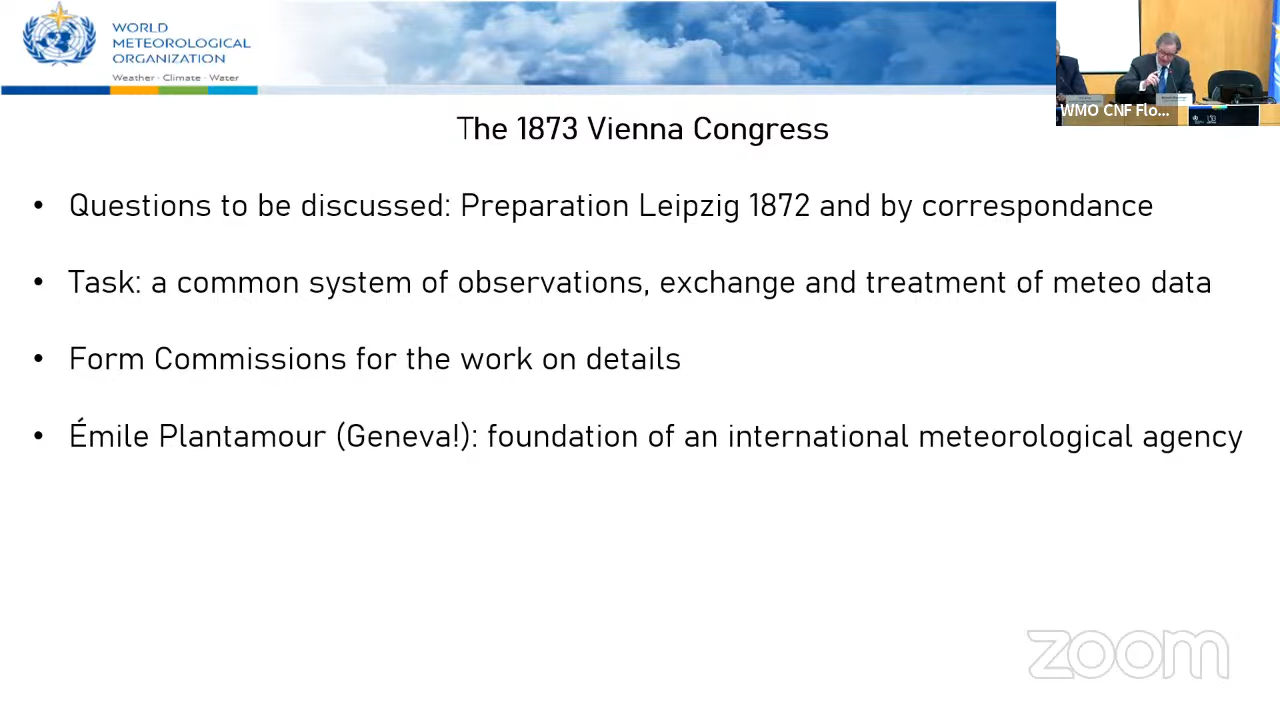 WORLD
METEOROLOGICAL
ORGANIZATION
Weather · Climate · Water
WMO CNF Flo...
The 1873 Vienna Congress
• Questions to be discussed: Preparation Leipzig 1872 and by correspondance
• Task: a common system of observations, exchange and treatment of meteo data
• Form Commissions for the work on details
• Émile Plantamour (Geneva!): foundation of an international meteorological agency
zoom